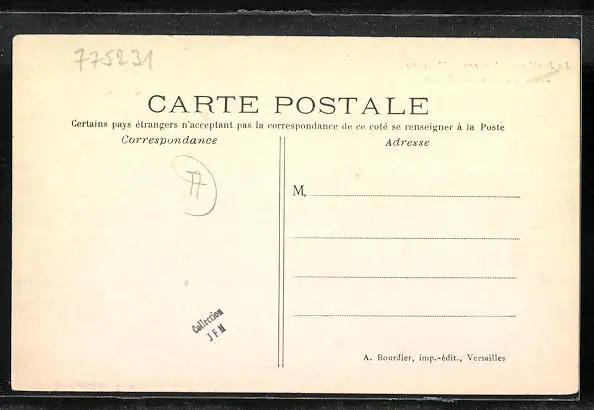 775231
CARTE POSTALE
Certains pays étrangers n'acceptant pas la correspondance de ce coté se renseigner à la Poste
Correspondance
Adresse
77
M.
Collection
J F M
A. Bourdier, imp.-édit., Versailles